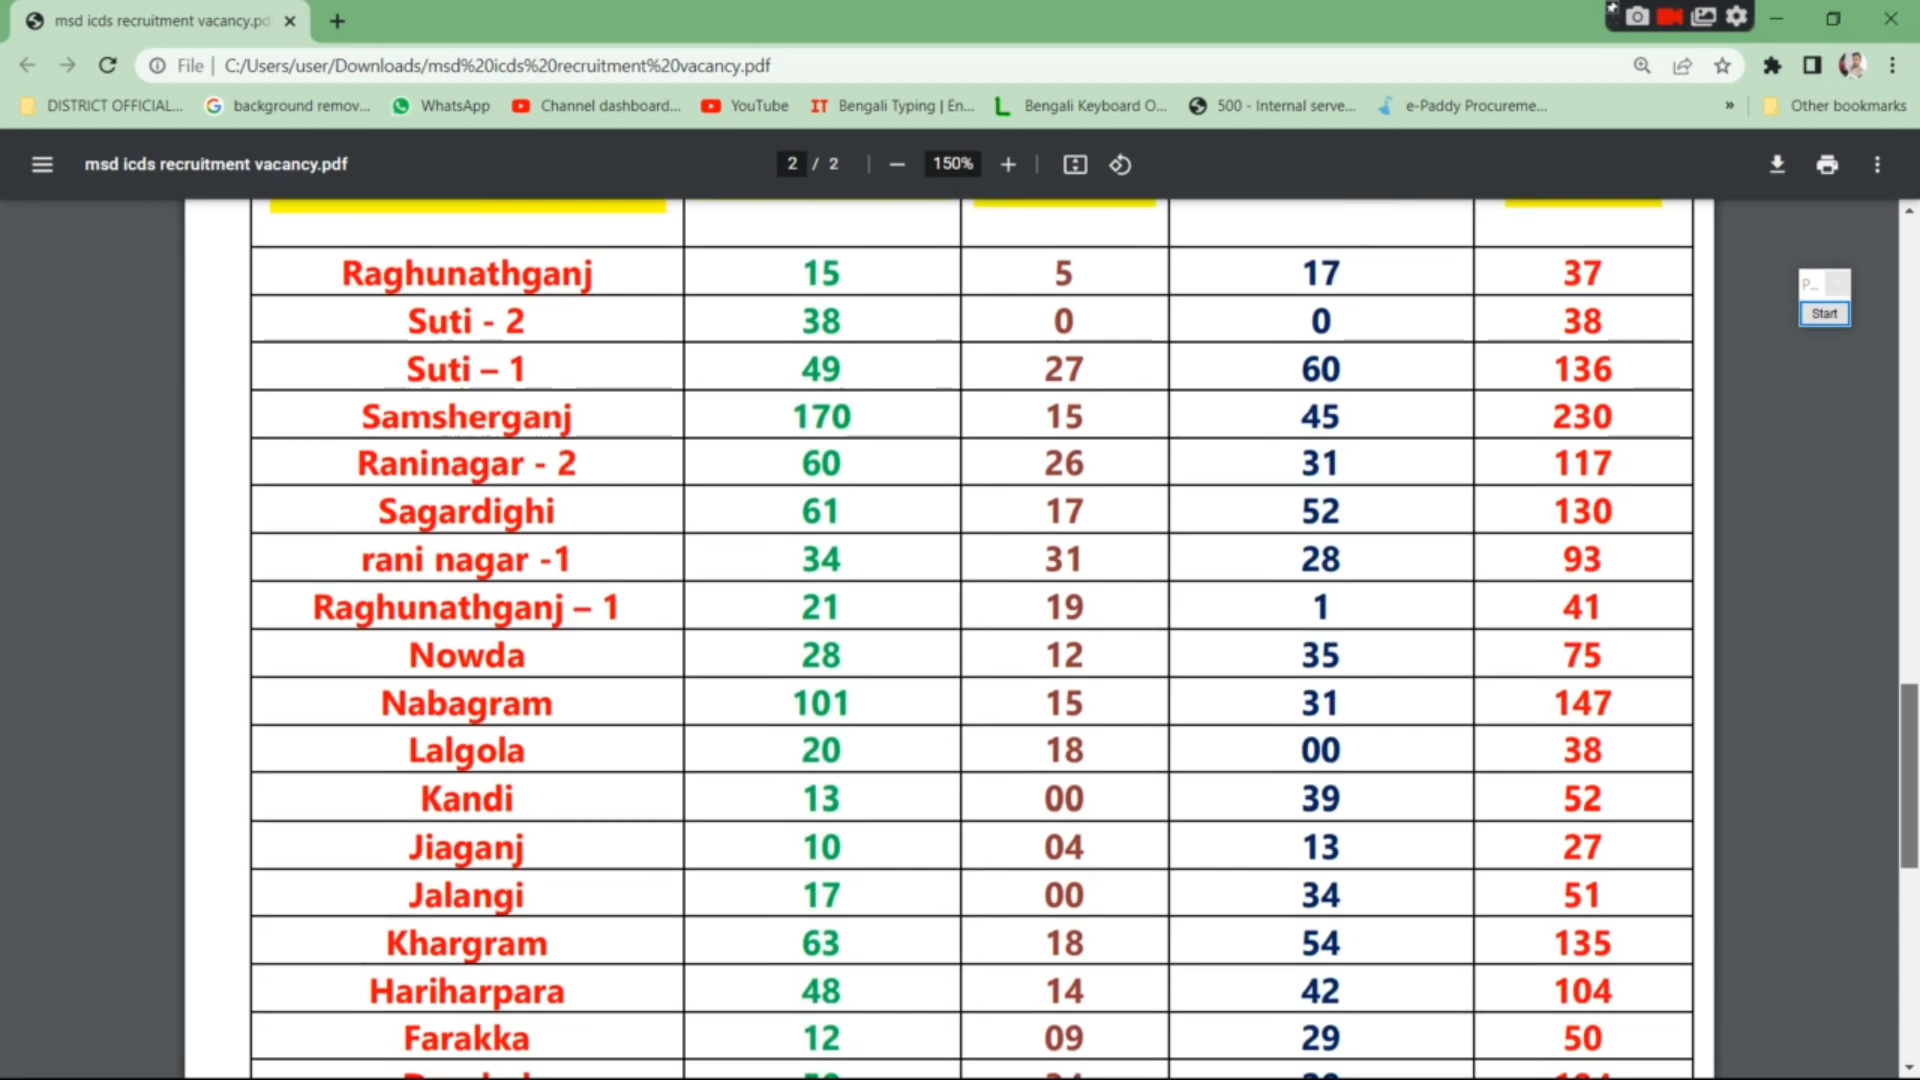 msd icds recruitment vacancy.pd
File | C:/Users/user/Downloads/msd%20icds%20recruitment%20vacancy.pdf
DISTRICT OFFICIAL... background remov... WhatsApp Channel dashboard... YouTube IT Bengali Typing | En... Bengali Keyboard O... 500 - Internal serve... e-Paddy Procureme... » Other bookmarks
msd icds recruitment vacancy.pdf 2 / 2 150%
Raghunathganj 15 5 17 37
P...
Start
Suti - 2 38 0 0 38
Suti – 1 49 27 60 136
Samsherganj 170 15 45 230
Raninagar - 2 60 26 31 117
Sagardighi 61 17 52 130
rani nagar -1 34 31 28 93
Raghunathganj – 1 21 19 1 41
Nowda 28 12 35 75
Nabagram 101 15 31 147
Lalgola 20 18 00 38
Kandi 13 00 39 52
Jiaganj 10 04 13 27
Jalangi 17 00 34 51
Khargram 63 18 54 135
Hariharpara 48 14 42 104
Farakka 12 09 29 50